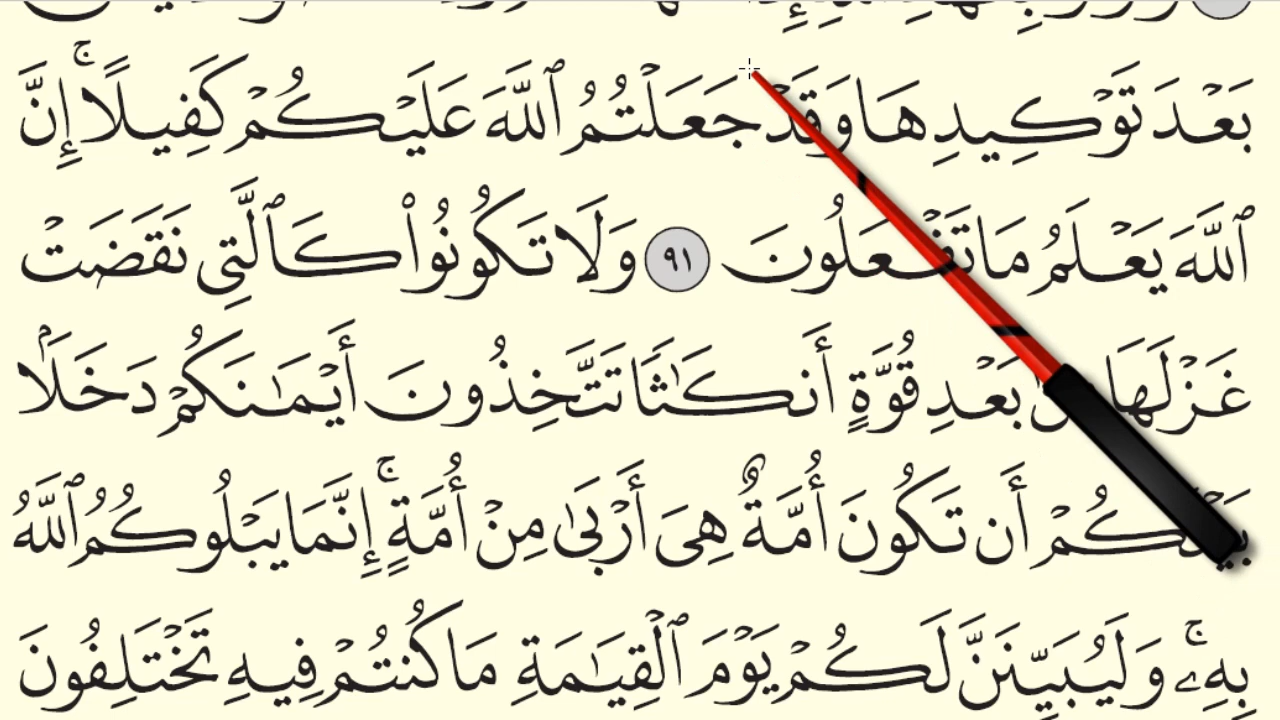 بَعْدَ تَوْكِيدِهَا وَقَدْ جَعَلْتُمُ ٱللَّهَ عَلَيْكُمْ كَفِيلًا ۚ إِنَّ
ٱللَّهَ يَعْلَمُ مَا تَفْعَلُونَ ٩١ وَلَا تَكُونُوا۟ كَٱلَّتِى نَقَضَتْ
غَزْلَهَا بَعْدِ قُوَّةٍ أَنكَـٰثًا تَتَّخِذُونَ أَيْمَـٰنَكُمْ دَخَلًۢا
بَيْنَكُمْ أَن تَكُونَ أُمَّةٌ هِىَ أَرْبَىٰ مِنْ أُمَّةٍ ۚ إِنَّمَا يَبْلُوكُمُ ٱللَّهُ
بِهِۦ ۚ وَلَيُبَيِّنَنَّ لَكُمْ يَوْمَ ٱلْقِيَـٰمَةِ مَا كُنتُمْ فِيهِ تَخْتَلِفُونَ